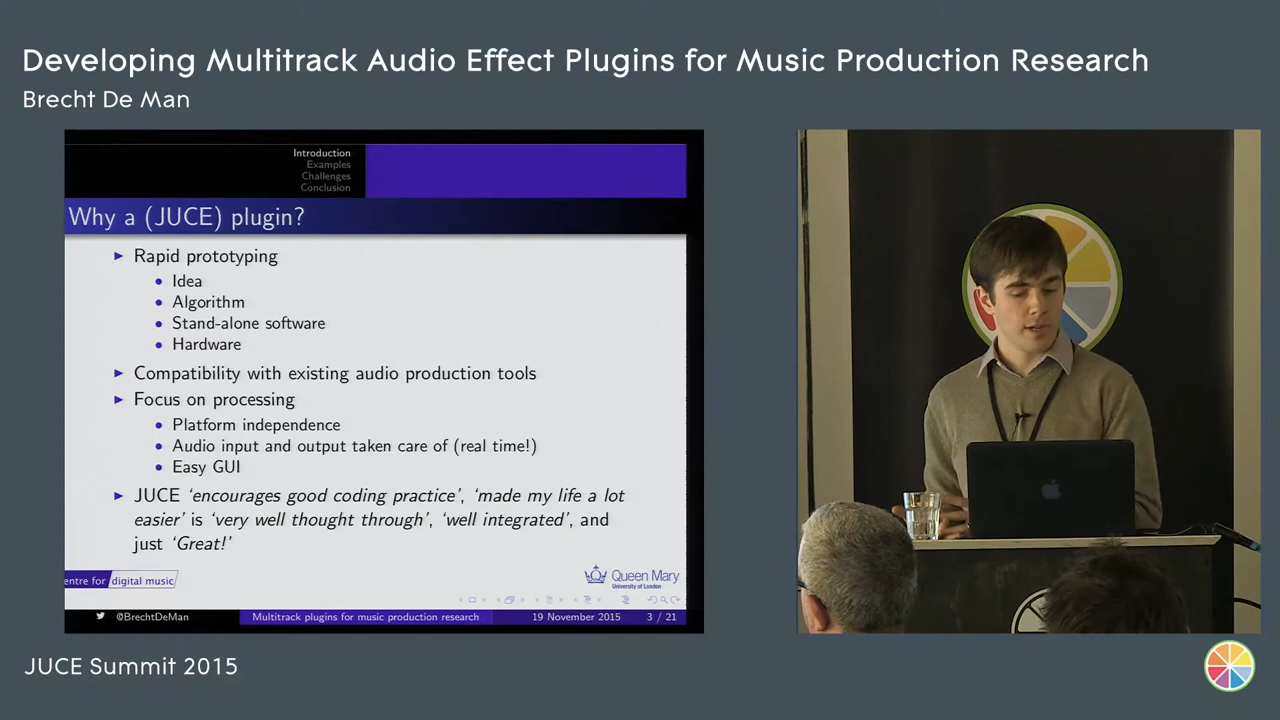 Developing Multitrack Audio Effect Plugins for Music Production Research
Brecht De Man
Introduction
Examples
Challenges
Conclusion
Why a (JUCE) plugin?
Rapid prototyping
Idea
Algorithm
Stand-alone software
Hardware
Compatibility with existing audio production tools
Focus on processing
Platform independence
Audio input and output taken care of (real time!)
Easy GUI
JUCE ‘encourages good coding practice’, ‘made my life a lot
easier’ is ‘very well thought through’, ‘well integrated’, and
just ‘Great!’
entre for digital music
Queen Mary
University of London
@BrechtDeMan
Multitrack plugins for music production research
19 November 2015
3 / 21
JUCE Summit 2015